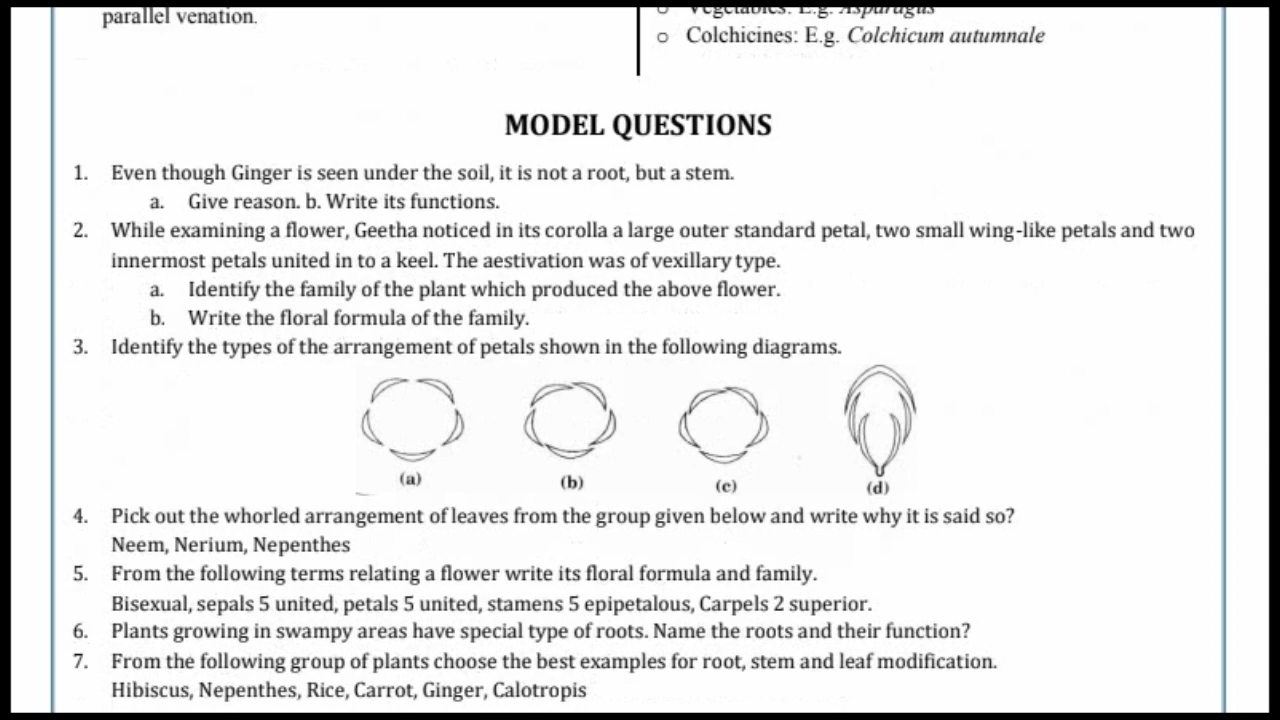 parallel venation.
○ Vegetables: E.g. Asparagus
○ Colchicines: E.g. Colchicum autumnale
MODEL QUESTIONS
1. Even though Ginger is seen under the soil, it is not a root, but a stem.
a. Give reason. b. Write its functions.
2. While examining a flower, Geetha noticed in its corolla a large outer standard petal, two small wing-like petals and two
innermost petals united in to a keel. The aestivation was of vexillary type.
a. Identify the family of the plant which produced the above flower.
b. Write the floral formula of the family.
3. Identify the types of the arrangement of petals shown in the following diagrams.
(a) (b) (c) (d)
4. Pick out the whorled arrangement of leaves from the group given below and write why it is said so?
Neem, Nerium, Nepenthes
5. From the following terms relating a flower write its floral formula and family.
Bisexual, sepals 5 united, petals 5 united, stamens 5 epipetalous, Carpels 2 superior.
6. Plants growing in swampy areas have special type of roots. Name the roots and their function?
7. From the following group of plants choose the best examples for root, stem and leaf modification.
Hibiscus, Nepenthes, Rice, Carrot, Ginger, Calotropis